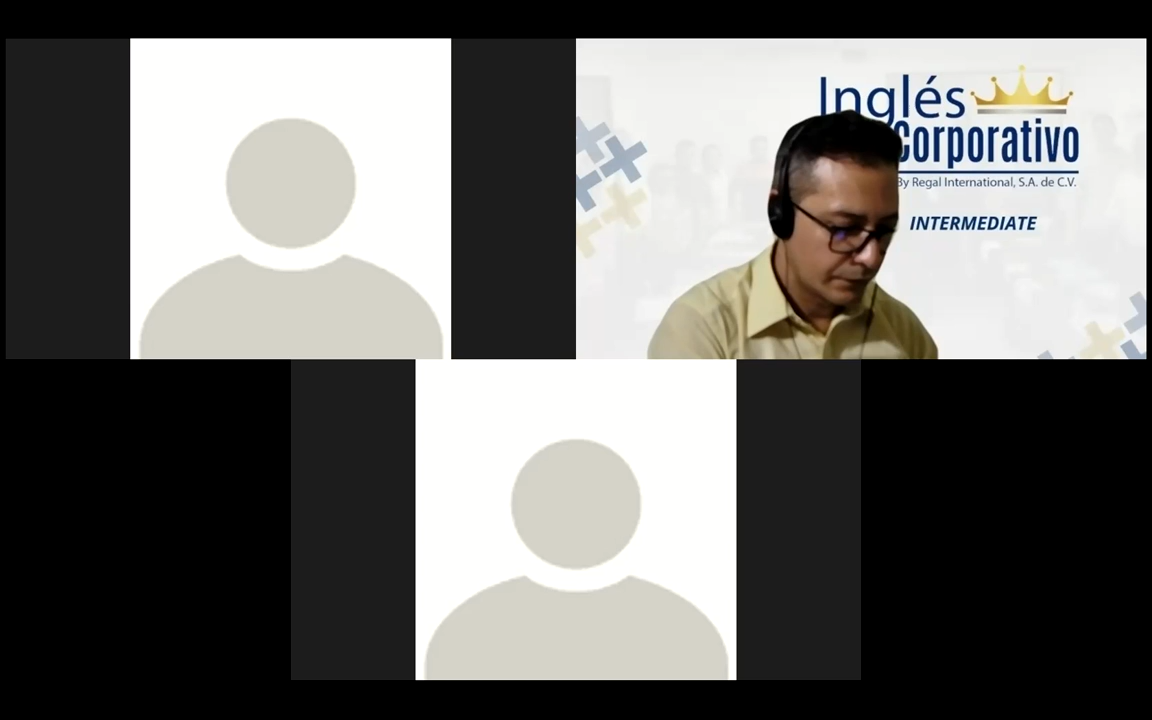 Inglés
Corporativo
By Regal International, S.A. de C.V.
INTERMEDIATE